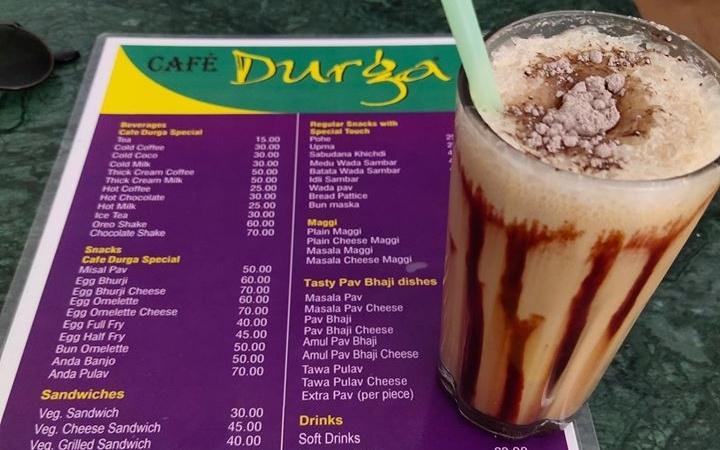 CAFÉ Durga
Beverages
Cafe Durga Special
Tea 15.00
Cold Coffee 30.00
Cold Coco 30.00
Cold Milk 30.00
Thick Cream Coffee 50.00
Thick Cream Milk 50.00
Hot Coffee 25.00
Hot Chocolate 30.00
Hot Milk 25.00
Ice Tea 30.00
Oreo Shake 60.00
Chocolate Shake 70.00
Snacks
Cafe Durga Special
Misal Pav 50.00
Egg Bhurji 60.00
Egg Bhurji Cheese 70.00
Egg Omelette 60.00
Egg Omelette Cheese 70.00
Egg Full Fry 40.00
Egg Half Fry 45.00
Bun Omelette 50.00
Anda Banjo 50.00
Anda Pulav 70.00
Sandwiches
Veg. Sandwich 30.00
Veg. Cheese Sandwich 45.00
Veg. Grilled Sandwich 40.00
Regular Snacks with
Special Touch
Pohe
Upma
Sabudana Khichdi
Medu Wada Sambar
Batata Wada Sambar
Idli Sambar
Wada pav
Bread Pattice
Bun maska
Maggi
Plain Maggi
Plain Cheese Maggi
Masala Maggi
Masala Cheese Maggi
Tasty Pav Bhaji dishes
Masala Pav
Masala Pav Cheese
Pav Bhaji
Pav Bhaji Cheese
Amul Pav Bhaji
Amul Pav Bhaji Cheese
Tawa Pulav
Tawa Pulav Cheese
Extra Pav (per piece)
Drinks
Soft Drinks